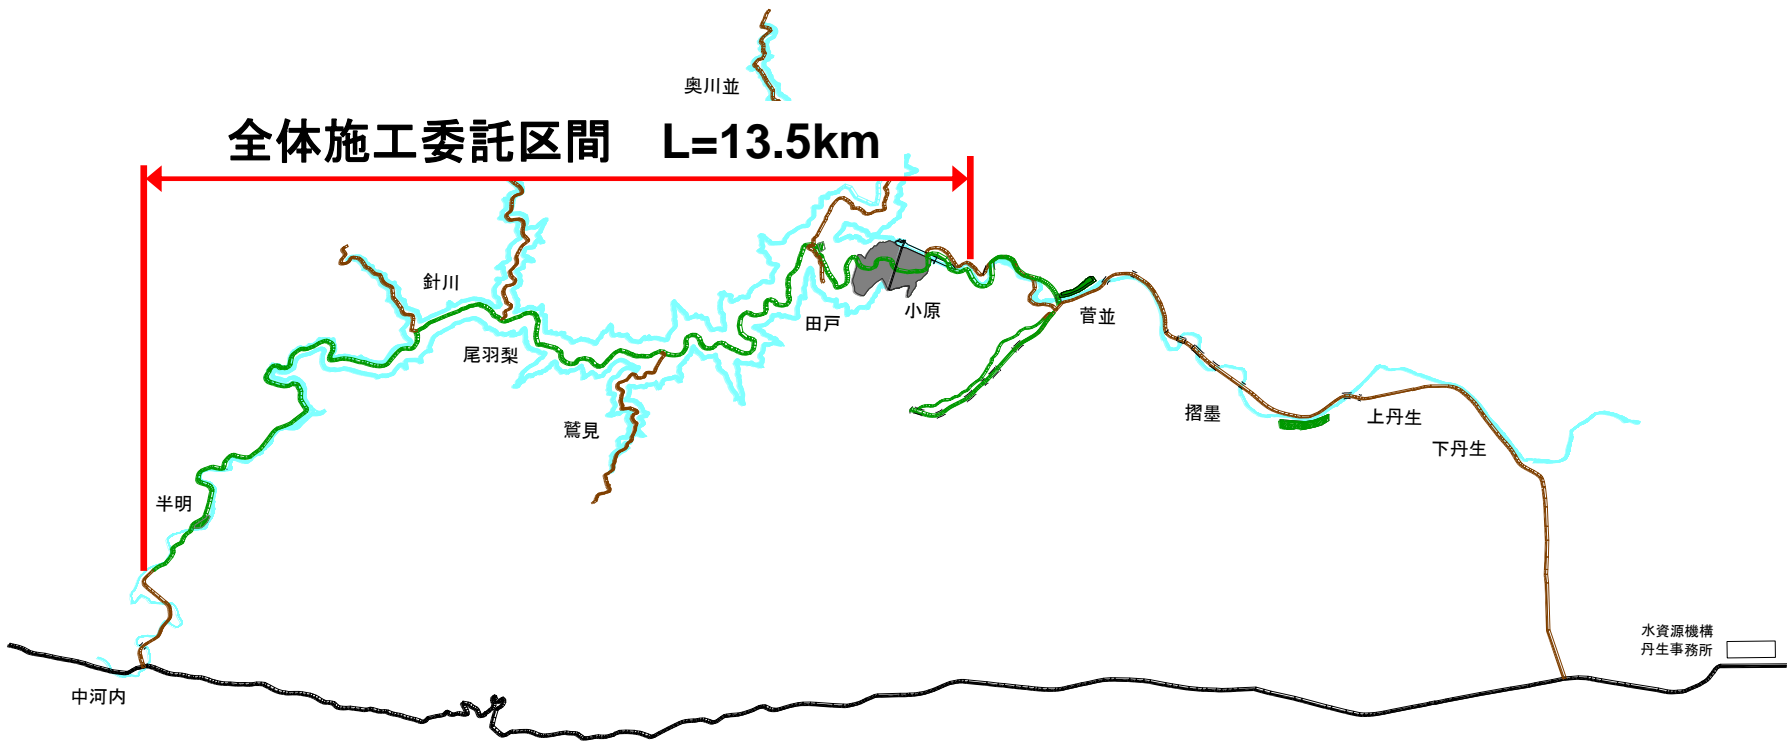 奥川並
全体施工委託区間　L=13.5km
針川
尾羽梨
田戸
小原
菅並
鷲見
摺墨
上丹生
下丹生
半明
水資源機構
丹生事務所
中河内